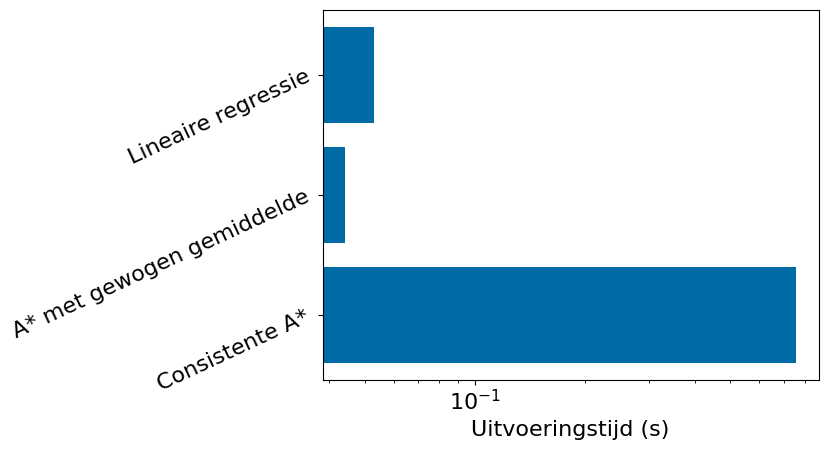 Lineaire regressie
A* met gewogen gemiddelde
Consistente A*
10⁻¹
Uitvoeringstijd (s)